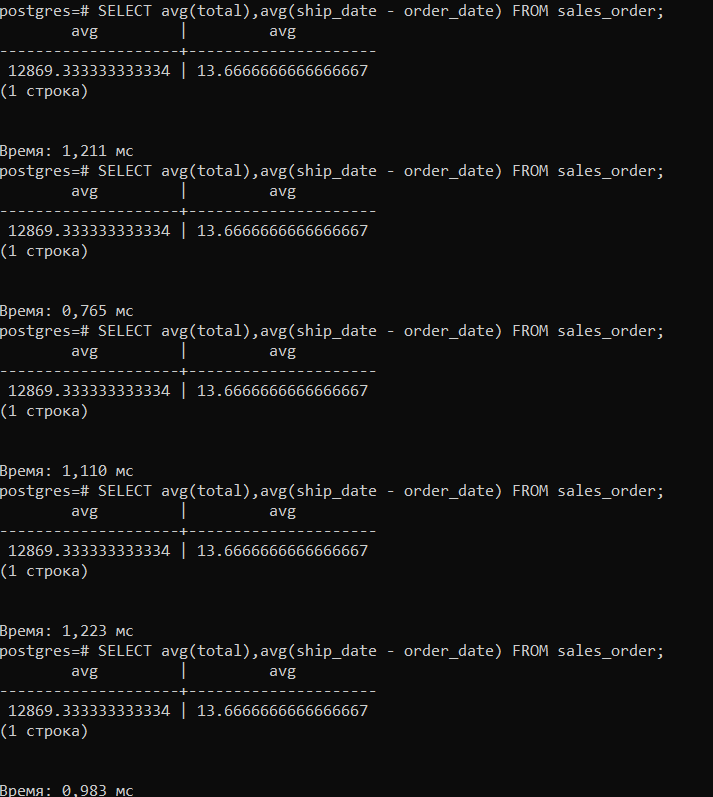 postgres=# SELECT avg(total),avg(ship_date - order_date) FROM sales_order;
        avg         |         avg
--------------------+---------------------
 12869.333333333334 | 13.6666666666666667
(1 строка)
Время: 1,211 мс
postgres=# SELECT avg(total),avg(ship_date - order_date) FROM sales_order;
        avg         |         avg
--------------------+---------------------
 12869.333333333334 | 13.6666666666666667
(1 строка)
Время: 0,765 мс
postgres=# SELECT avg(total),avg(ship_date - order_date) FROM sales_order;
        avg         |         avg
--------------------+---------------------
 12869.333333333334 | 13.6666666666666667
(1 строка)
Время: 1,110 мс
postgres=# SELECT avg(total),avg(ship_date - order_date) FROM sales_order;
        avg         |         avg
--------------------+---------------------
 12869.333333333334 | 13.6666666666666667
(1 строка)
Время: 1,223 мс
postgres=# SELECT avg(total),avg(ship_date - order_date) FROM sales_order;
        avg         |         avg
--------------------+---------------------
 12869.333333333334 | 13.6666666666666667
(1 строка)
Время: 0,983 мс